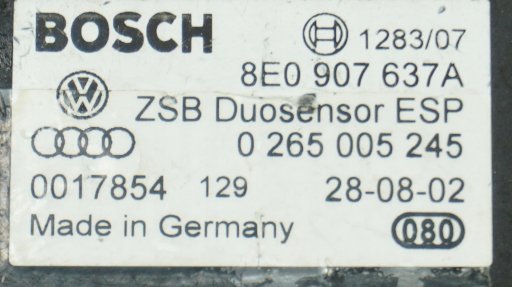 BOSCH 1283/07
8E0 907 637A
ZSB Duosensor ESP
0 265 005 245
0017854 129 28-08-02
Made in Germany 080